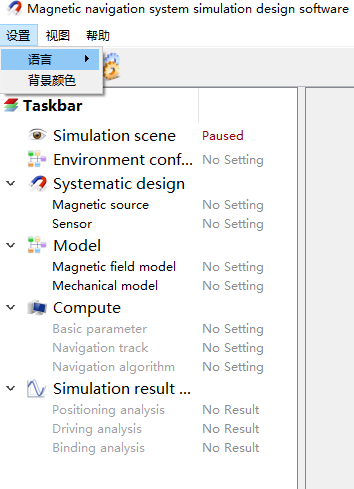 Magnetic navigation system simulation design software
设置 视图 帮助
语言
背景颜色
Taskbar
Simulation scene Paused
Environment conf... No Setting
Systematic design
Magnetic source No Setting
Sensor No Setting
Model
Magnetic field model No Setting
Mechanical model No Setting
Compute
Basic parameter No Setting
Navigation track No Setting
Navigation algorithm No Setting
Simulation result ...
Positioning analysis No Result
Driving analysis No Result
Binding analysis No Result